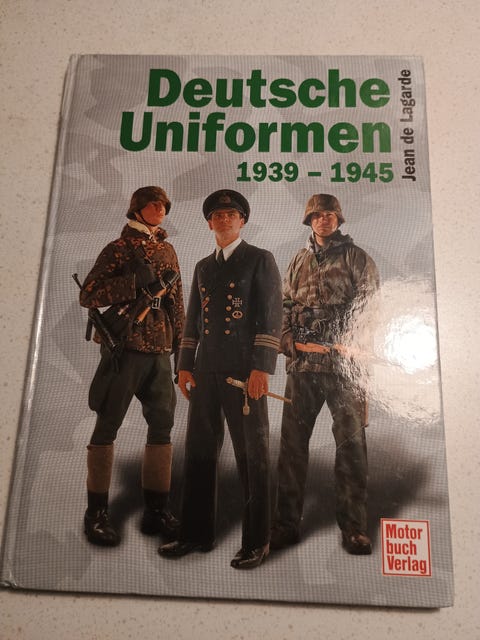 Deutsche
Uniformen
1939 – 1945
Jean de Lagarde
Motor
buch
Verlag